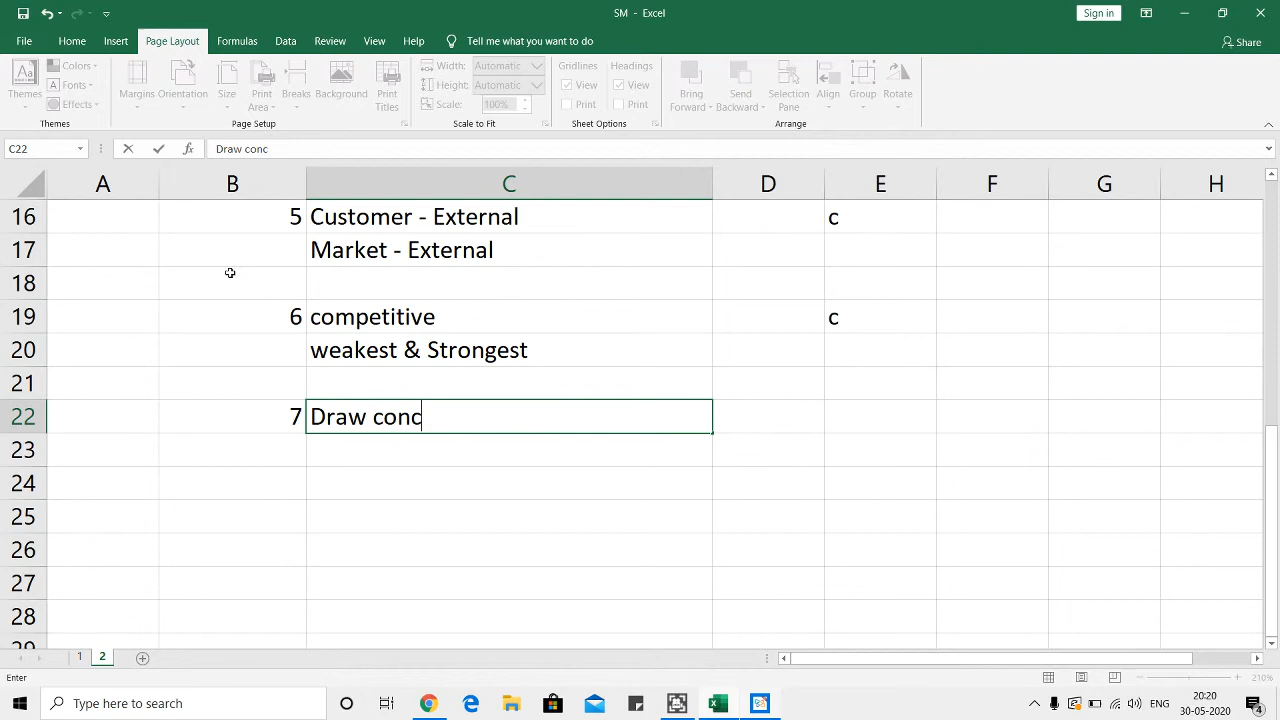 SM - Excel
Sign in
File Home Insert Page Layout Formulas Data Review View Help Tell me what you want to do Share
Aa Themes
Colors
Fonts
Effects
Margins Orientation Size Print Area Breaks Background Print Titles
Width: Automatic
Height: Automatic
Scale: 100%
Gridlines Headings
View View
Print Print
Bring Forward Send Backward Selection Pane Align Group Rotate
Themes Page Setup Scale to Fit Sheet Options Arrange
C22 fx Draw conc
A B C D E F G H
16 5 Customer - External c
17 Market - External
18
19 6 competitive c
20 weakest & Strongest
21
22 7 Draw conc
23
24
25
26
27
28
29
1 2
Enter 210%
Type here to search
ENG 20:20
30-05-2020 4